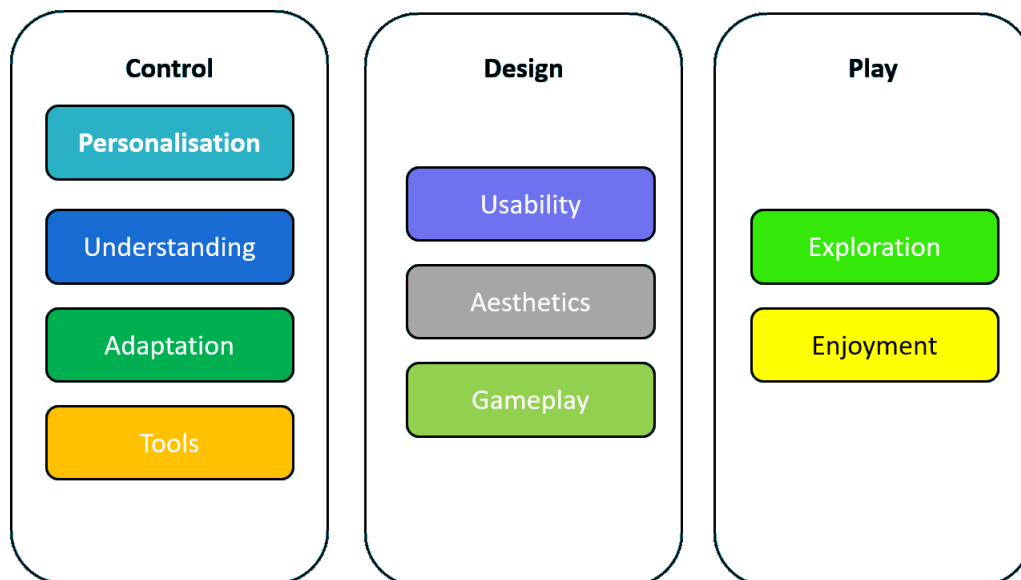 Control
Personalisation
Understanding
Adaptation
Tools
Design
Usability
Aesthetics
Gameplay
Play
Exploration
Enjoyment